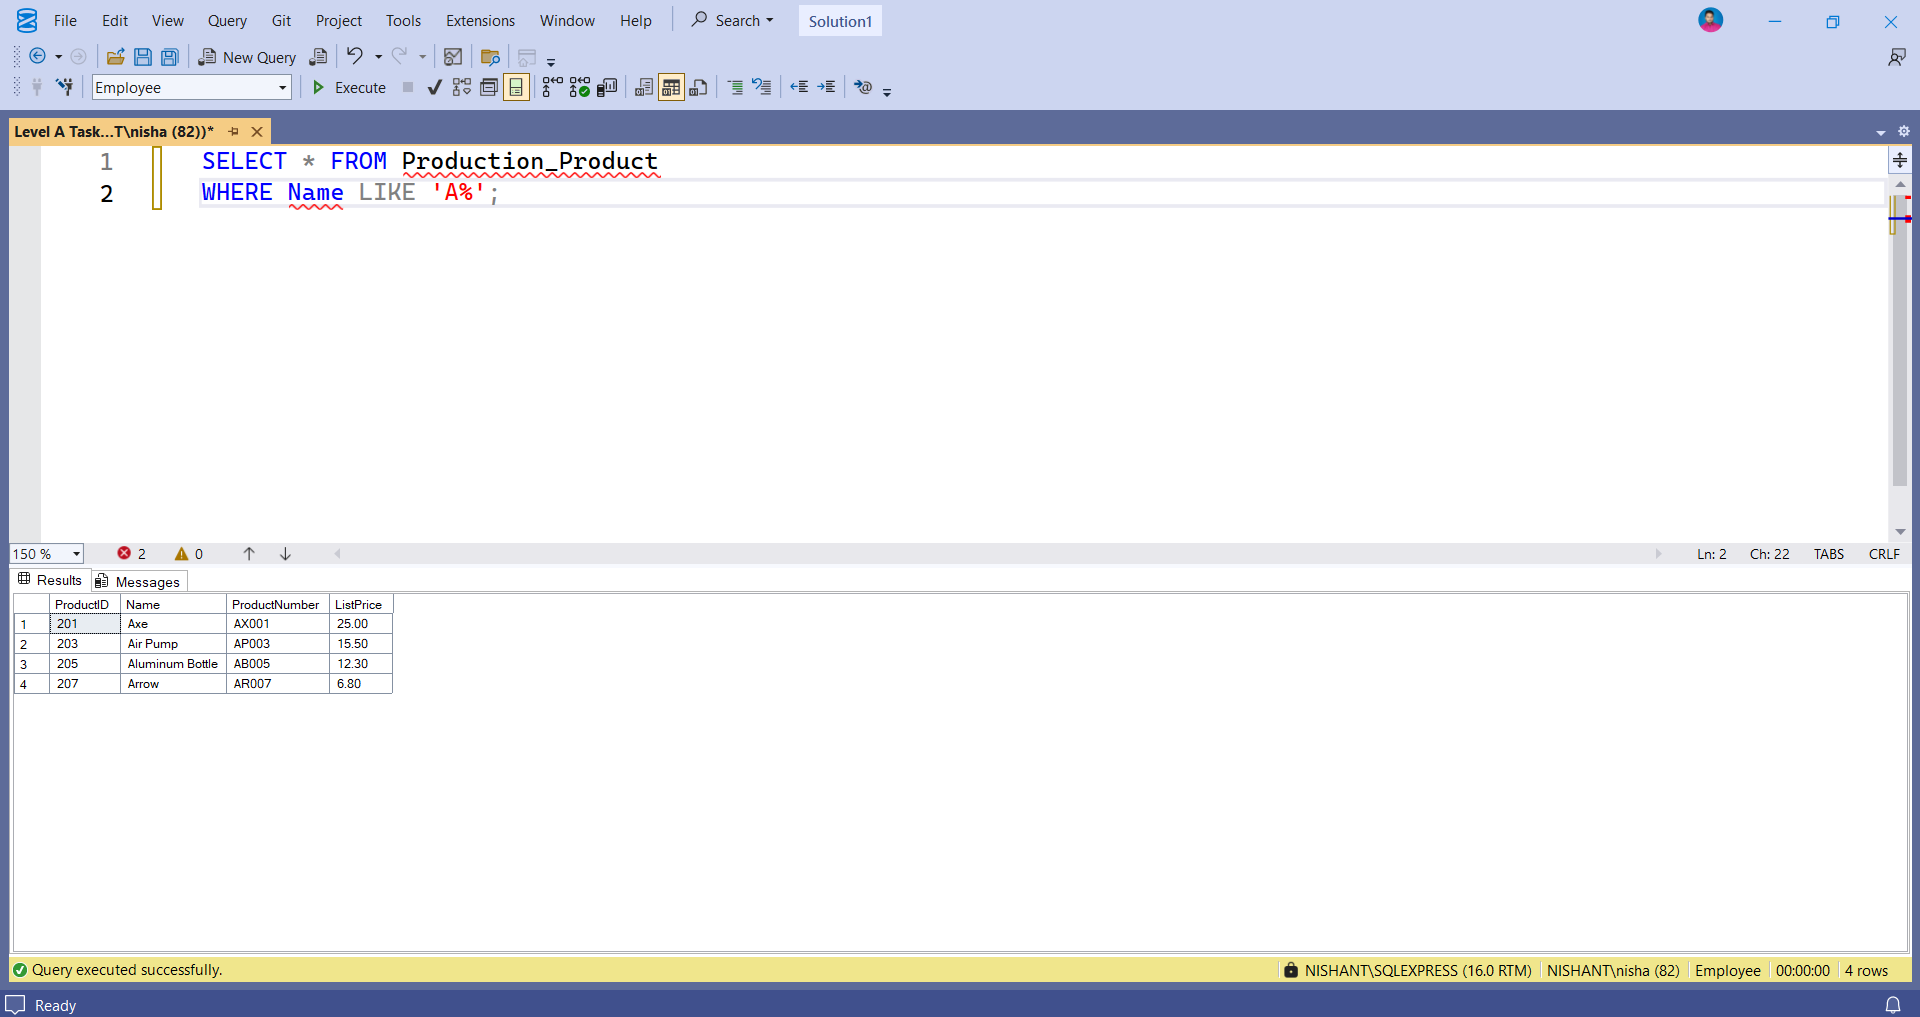 File Edit View Query Git Project Tools Extensions Window Help Search Solution1
New Query
Employee Execute
Level A Task...T\nisha (82))*
1 SELECT * FROM Production_Product
2 WHERE Name LIKE 'A%';
150 % 2 0 Ln: 2 Ch: 22 TABS CRLF
Results Messages
ProductID Name ProductNumber ListPrice
1 201 Axe AX001 25.00
2 203 Air Pump AP003 15.50
3 205 Aluminum Bottle AB005 12.30
4 207 Arrow AR007 6.80
Query executed successfully. NISHANT\SQLEXPRESS (16.0 RTM) NISHANT\nisha (82) Employee 00:00:00 4 rows
Ready